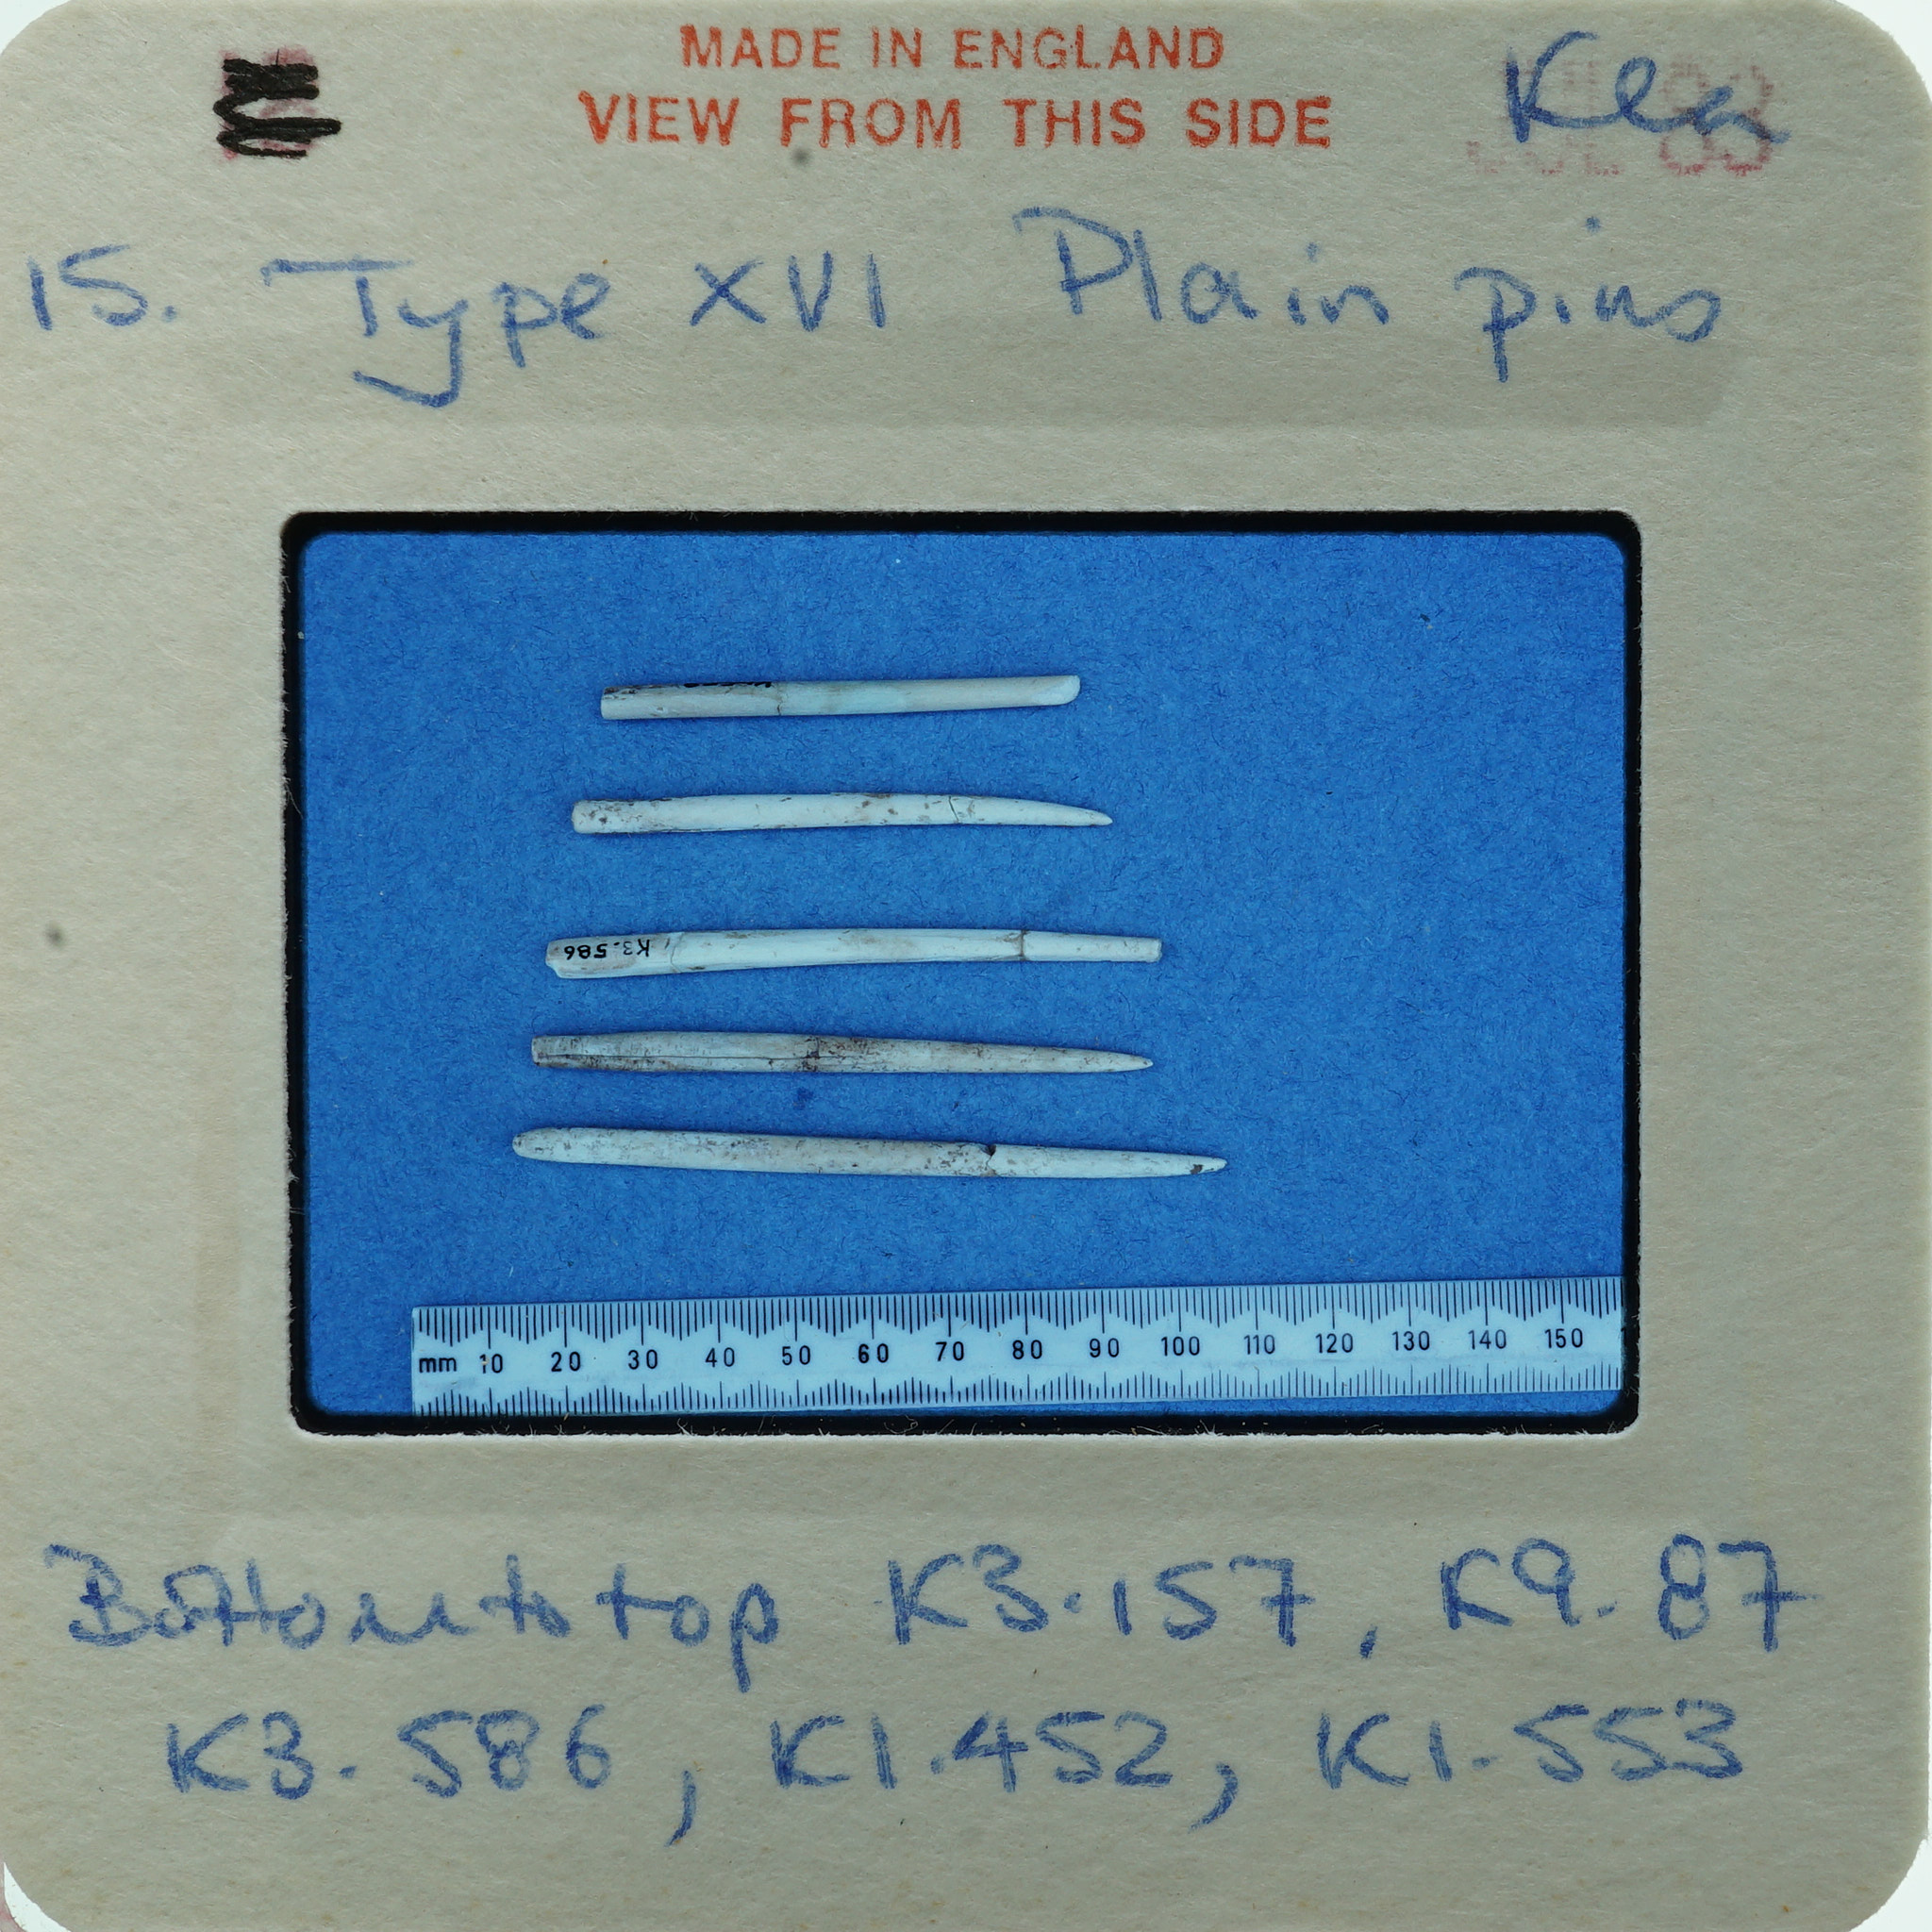 MADE IN ENGLAND
VIEW FROM THIS SIDE
Kea
15. Type XVI Plain pins
K3.586
mm 10 20 30 40 50 60 70 80 90 100 110 120 130 140 150
Bottom to top K3.157, K9.87
K3.586, K1.452, K1.553